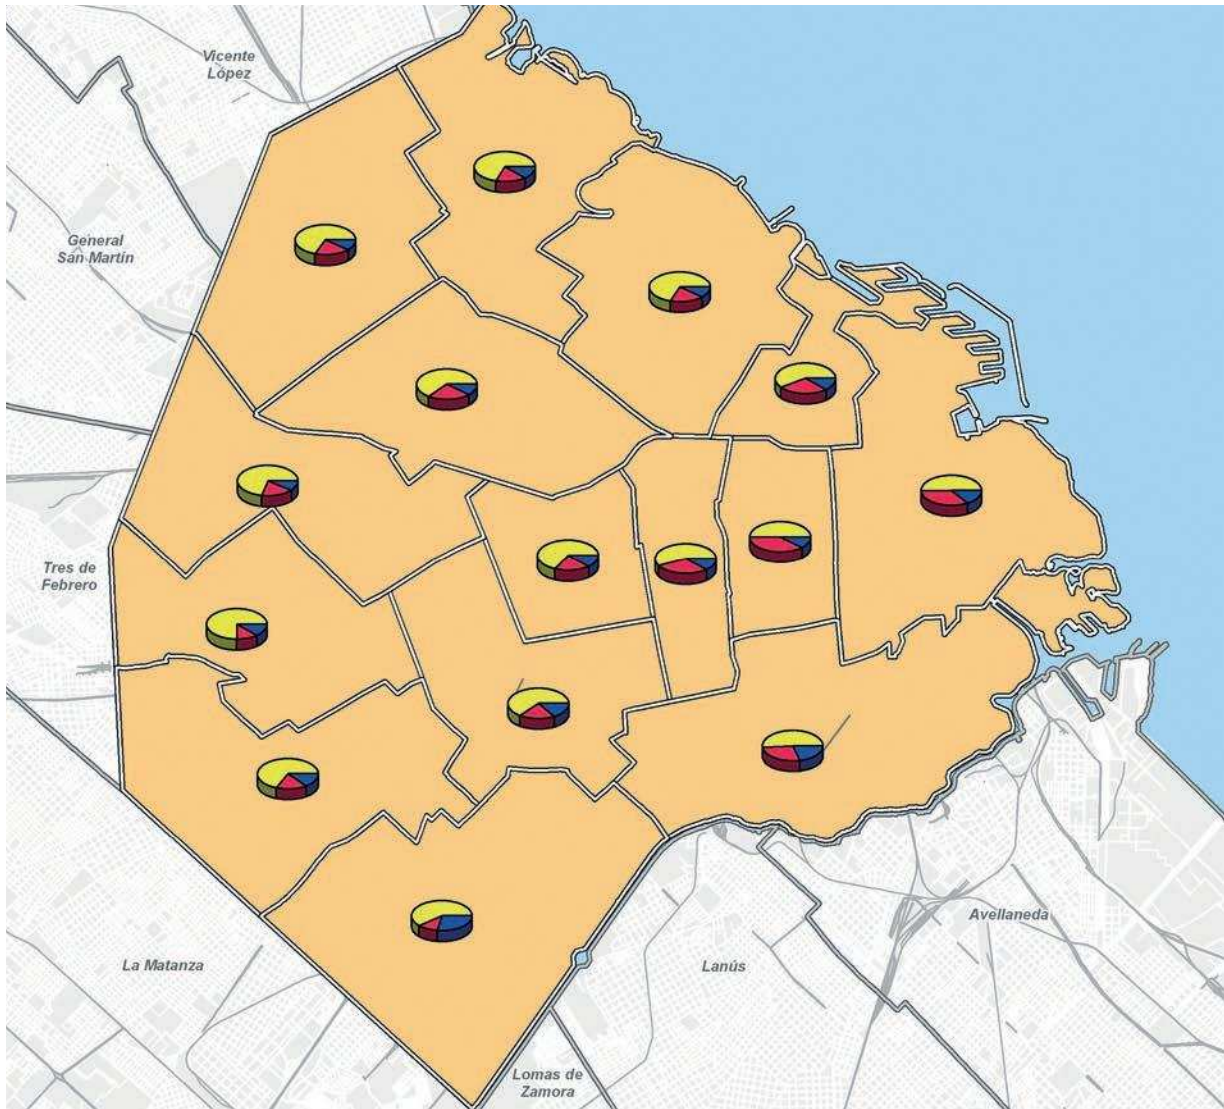 Vicente
López
General
San Martín
Tres de
Febrero
La Matanza
Lanús
Avellaneda
Lomas de
Zamora